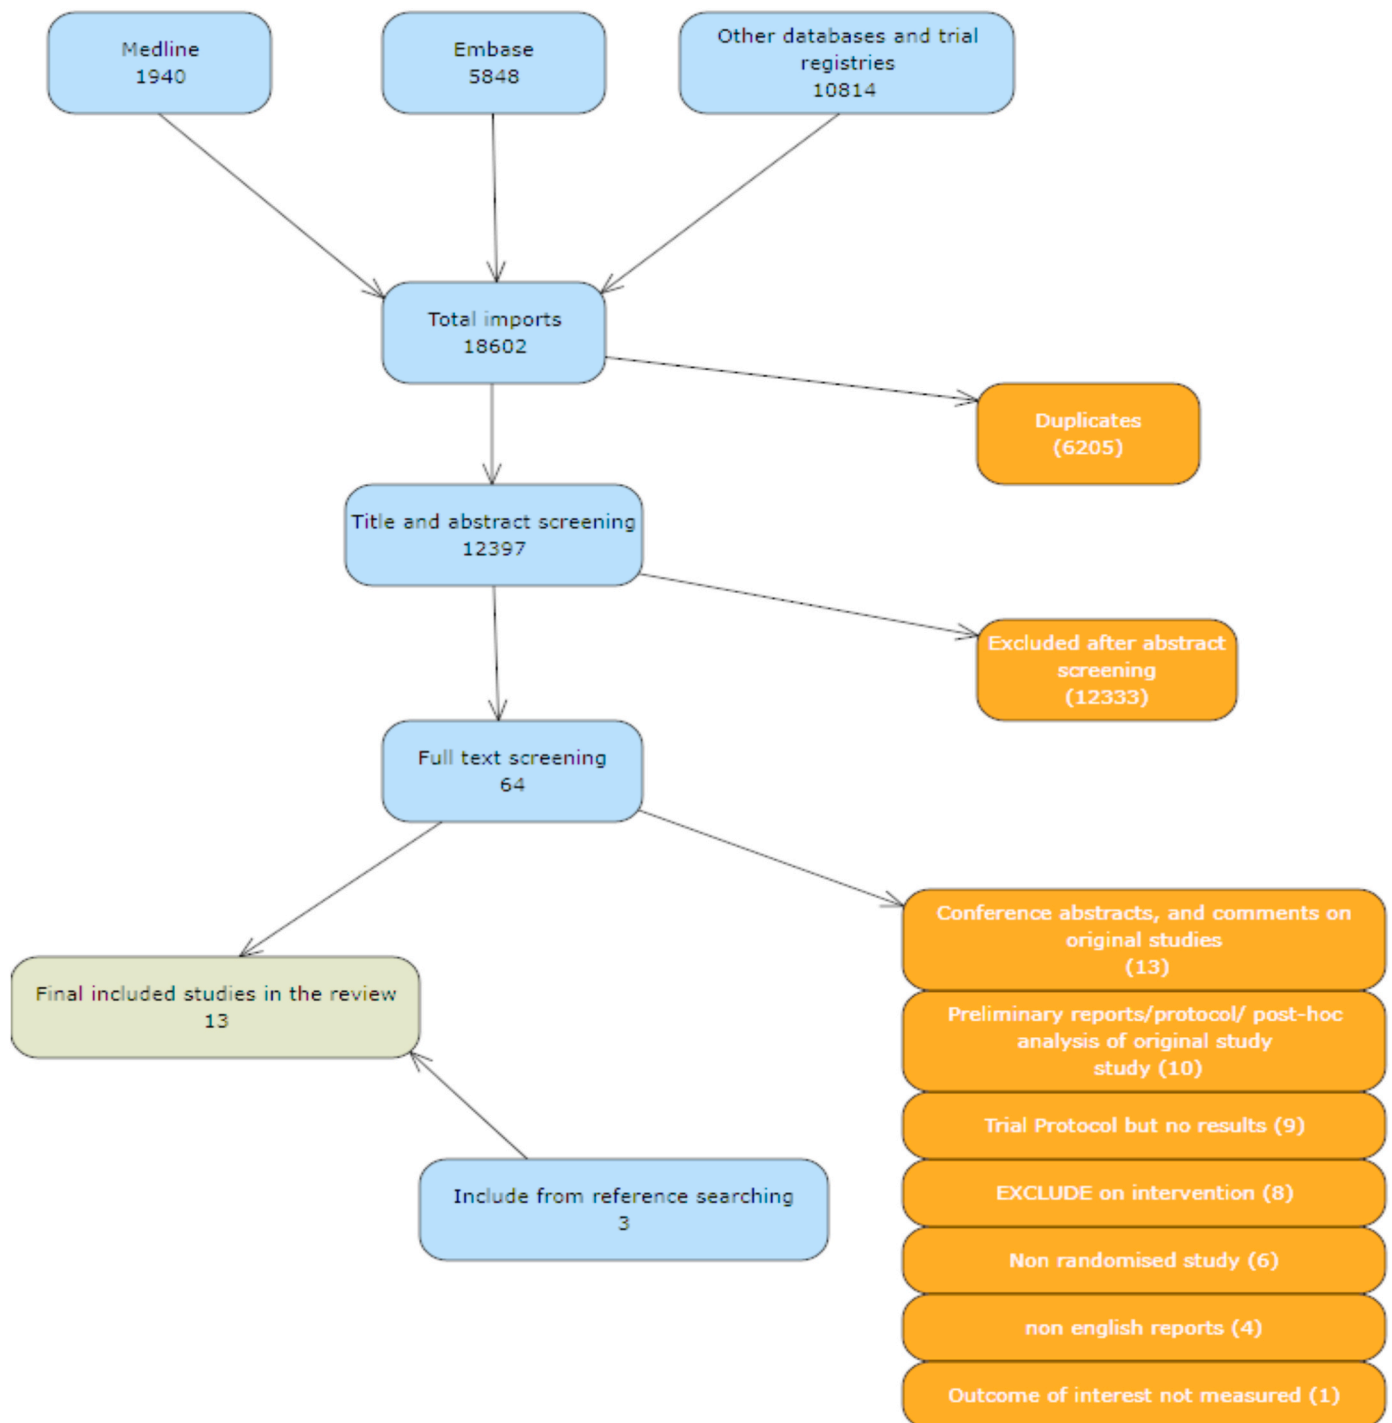 Medline
1940
Embase
5848
Other databases and trial
registries
10814
Total imports
18602
Duplicates
(6205)
Title and abstract screening
12397
Excluded after abstract
screening
(12333)
Full text screening
64
Conference abstracts, and comments on
original studies
(13)
Preliminary reports/protocol/ post-hoc
analysis of original study
study (10)
Trial Protocol but no results (9)
EXCLUDE on intervention (8)
Non randomised study (6)
non english reports (4)
Outcome of interest not measured (1)
Final included studies in the review
13
Include from reference searching
3